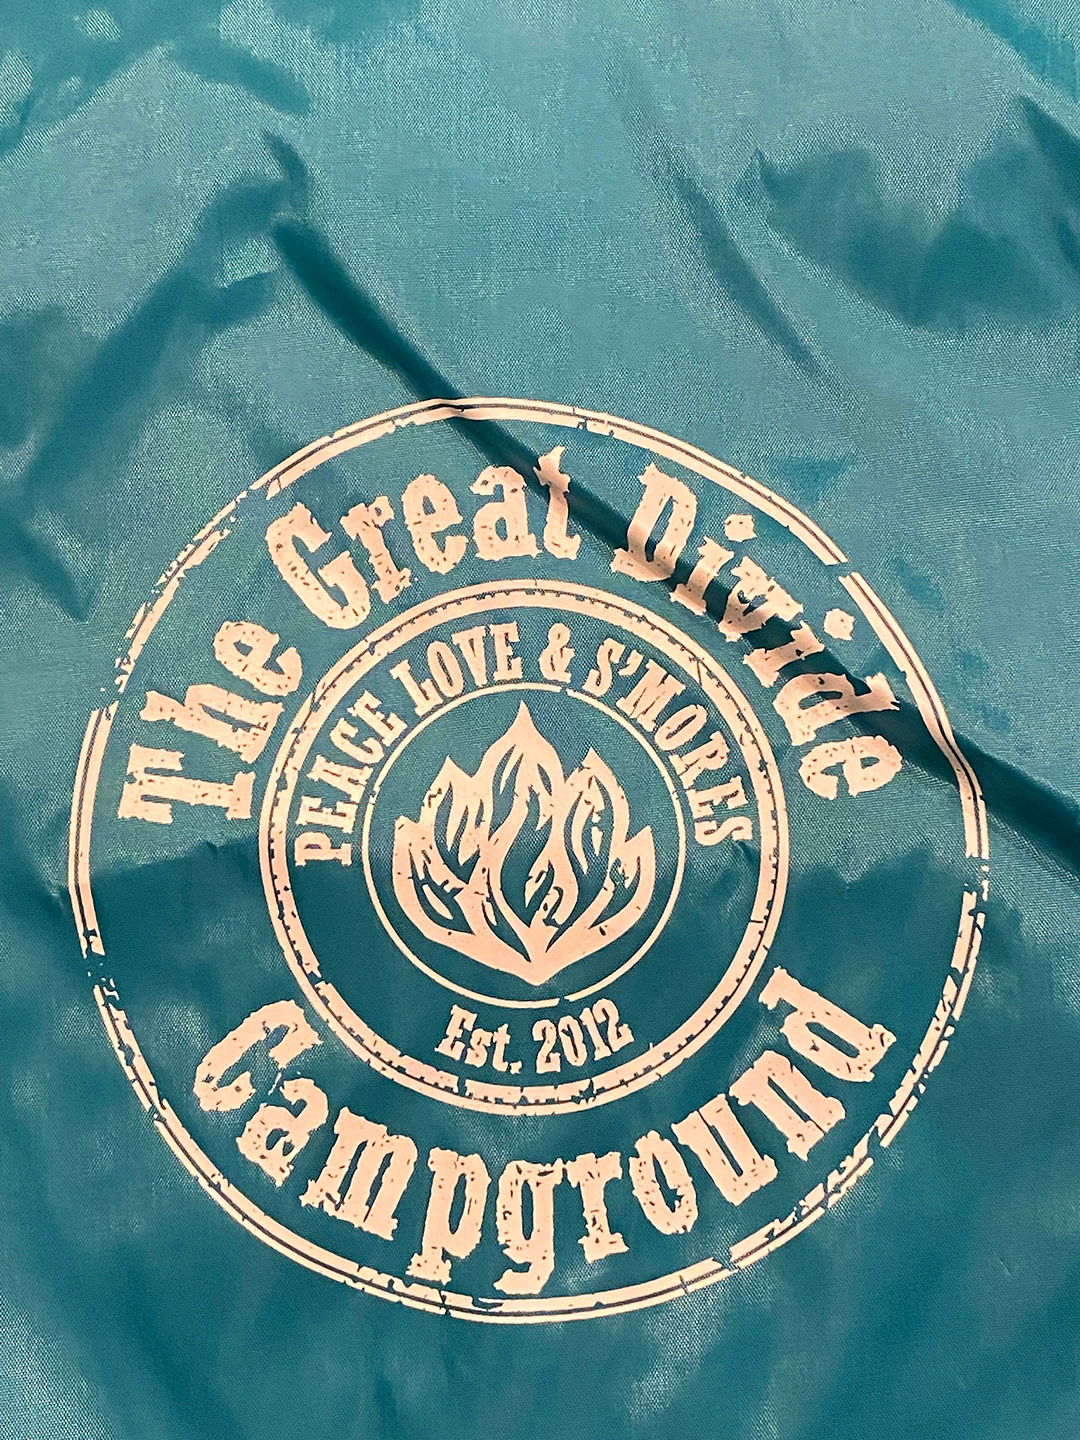 The Great Divide
PEACE LOVE & S'MORES
Est. 2012
Campground